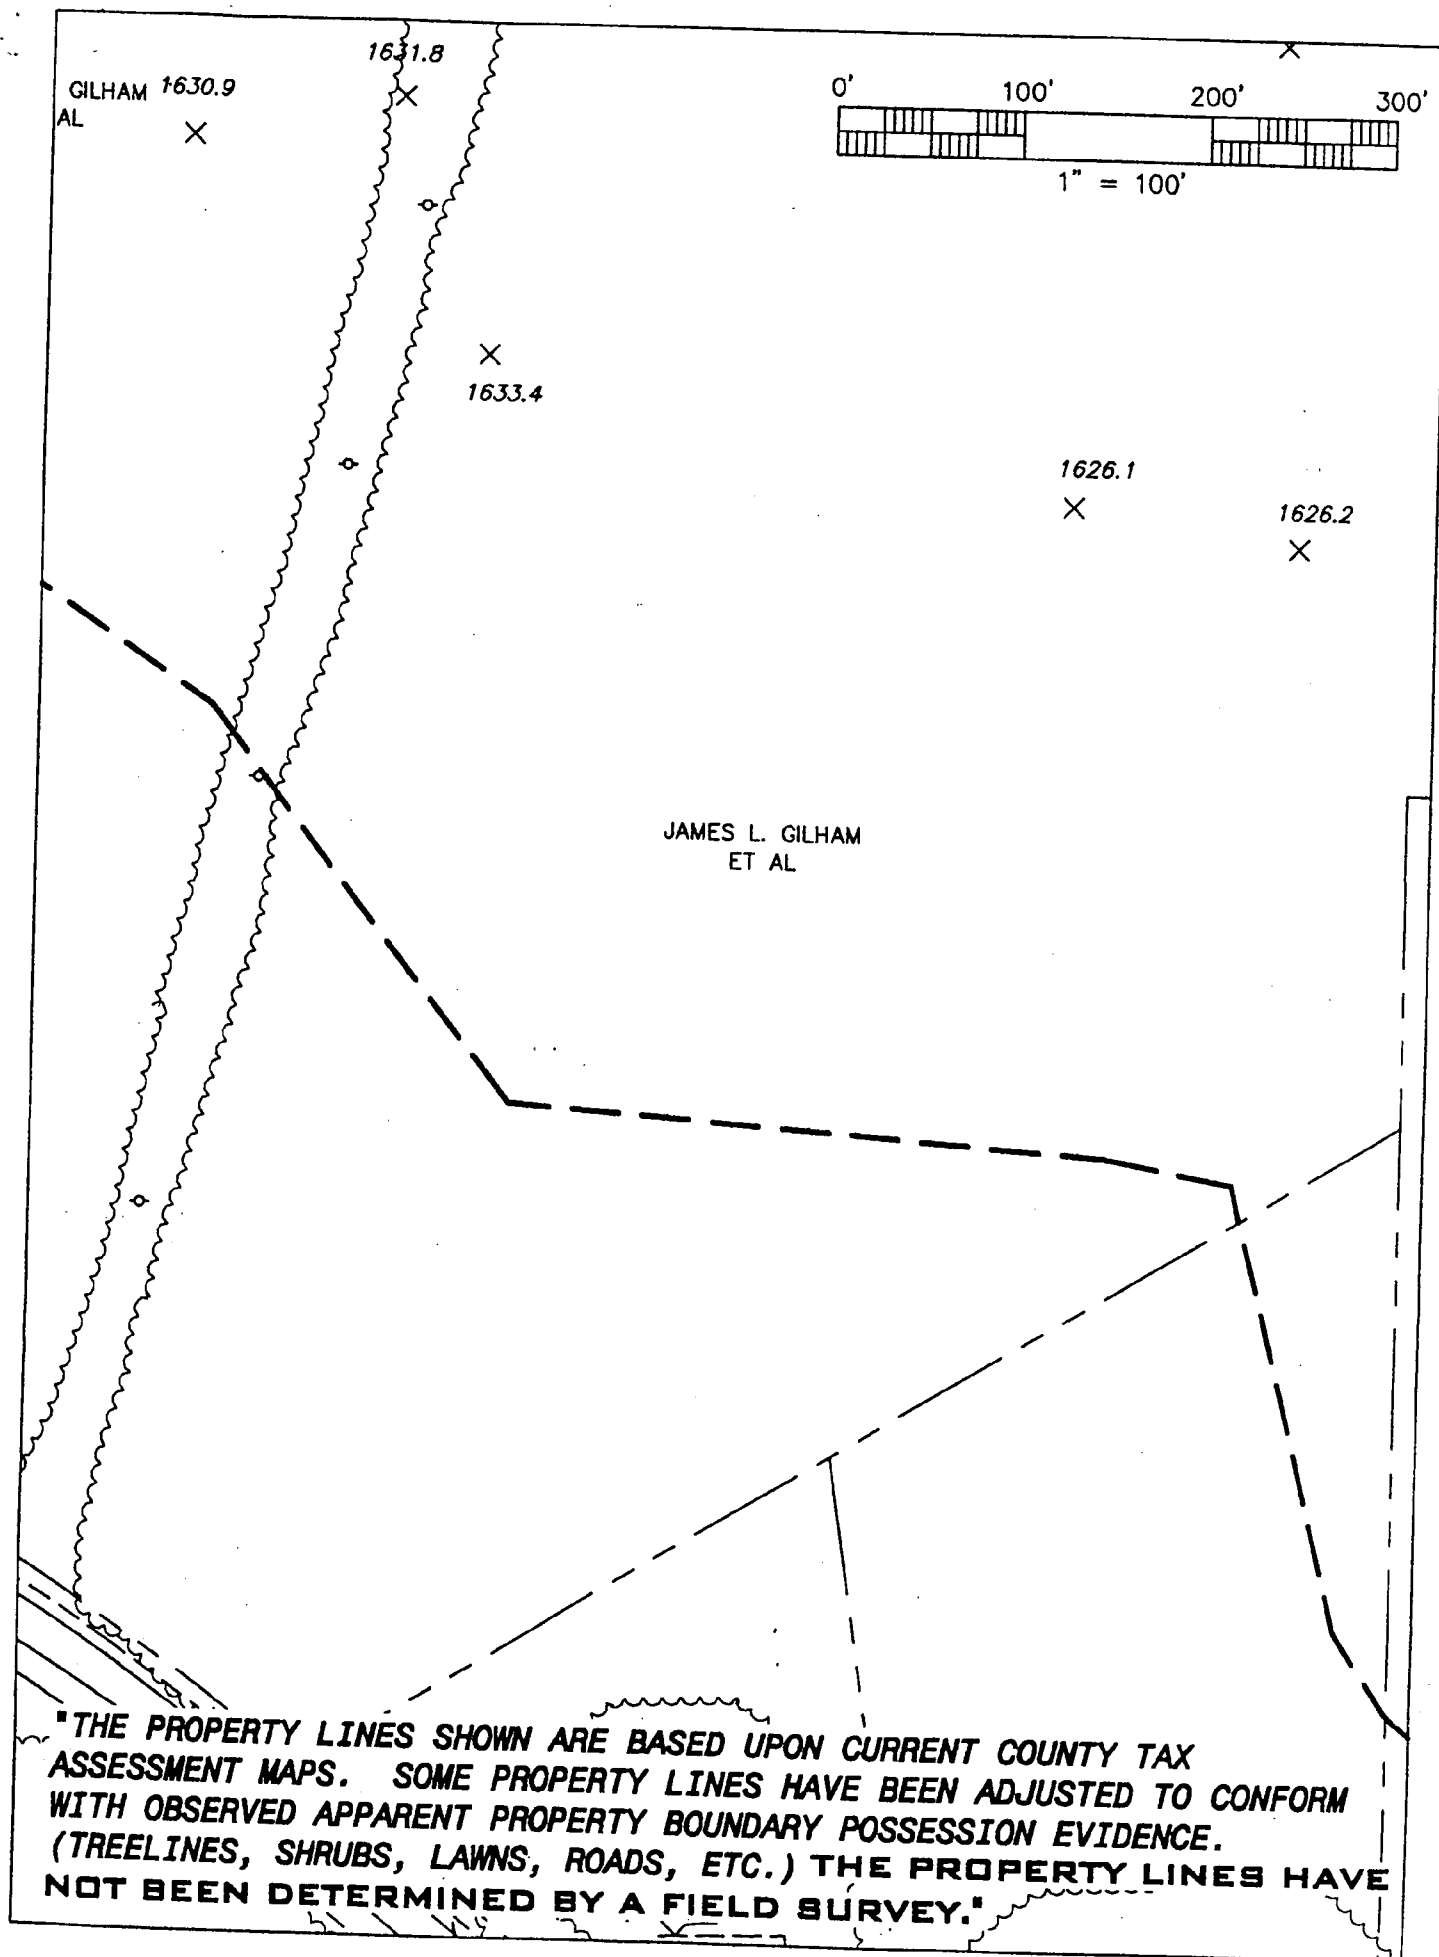 1631.8
GILHAM 1630.9
AL
0' 100' 200' 300'
1" = 100'
1633.4
1626.1
1626.2
JAMES L. GILHAM
ET AL
"THE PROPERTY LINES SHOWN ARE BASED UPON CURRENT COUNTY TAX
ASSESSMENT MAPS. SOME PROPERTY LINES HAVE BEEN ADJUSTED TO CONFORM
WITH OBSERVED APPARENT PROPERTY BOUNDARY POSSESSION EVIDENCE.
(TREELINES, SHRUBS, LAWNS, ROADS, ETC.) THE PROPERTY LINES HAVE
NOT BEEN DETERMINED BY A FIELD SURVEY."